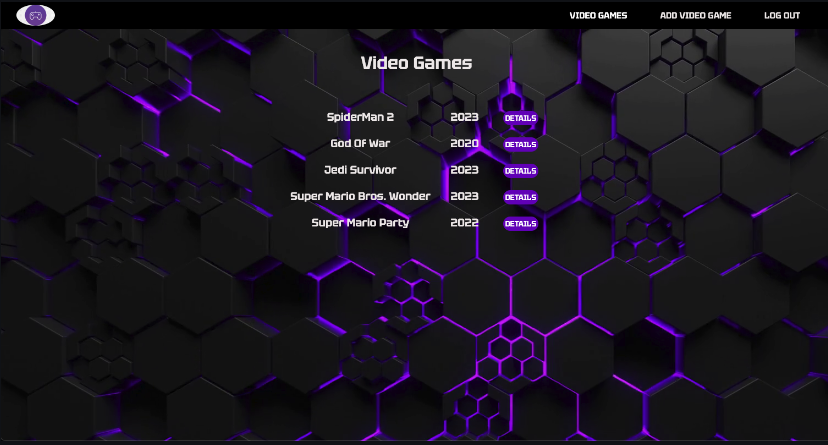 VIDEO GAMES ADD VIDEO GAME LOG OUT
Video Games
SpiderMan 2 2023 DETAILS
God Of War 2020 DETAILS
Jedi Survivor 2023 DETAILS
Super Mario Bros. Wonder 2023 DETAILS
Super Mario Party 2022 DETAILS